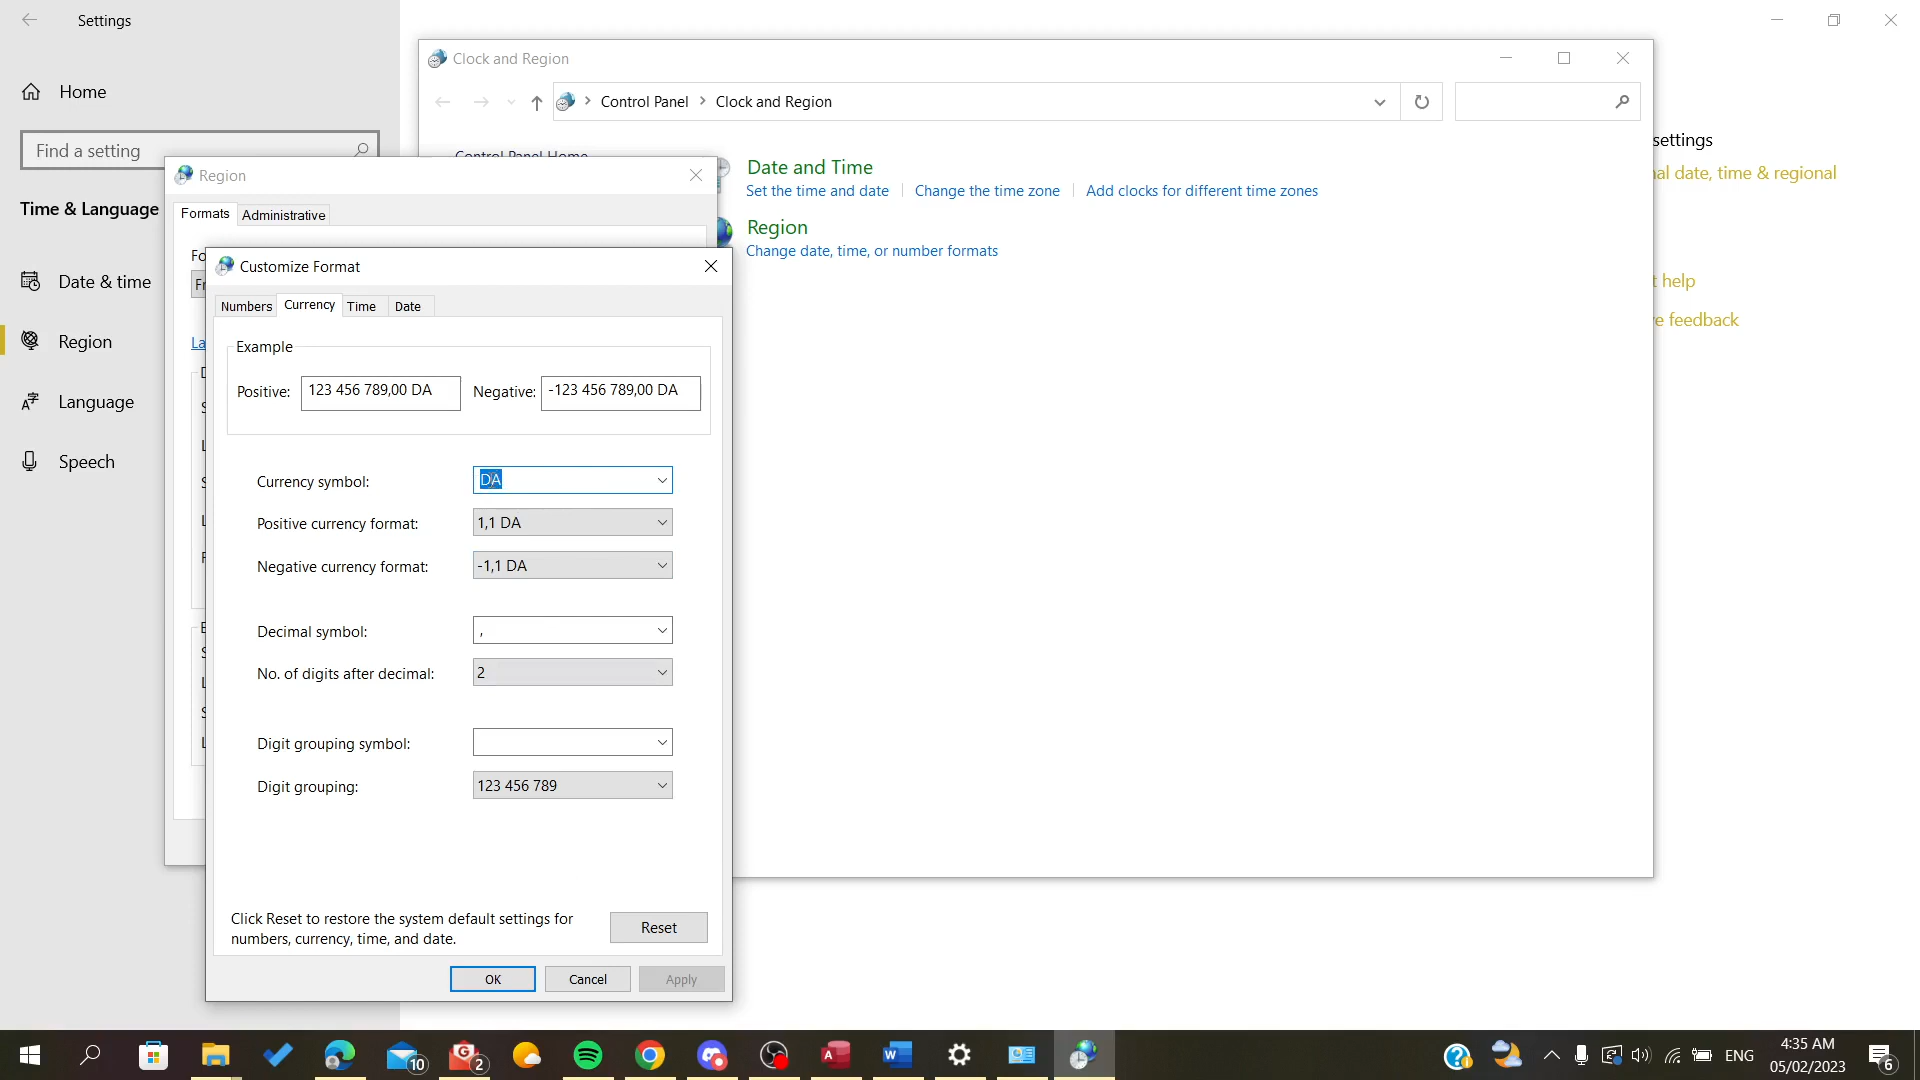 Settings
Home
Find a setting
Time & Language
Date & time
Region
Language
Speech
Clock and Region
Control Panel
Clock and Region
Control Panel Home
Date and Time
Set the time and date
Change the time zone
Add clocks for different time zones
Region
Change date, time, or number formats
settings
date, time & regional
help
feedback
Region
Formats
Administrative
Customize Format
Numbers
Currency
Time
Date
Example
Positive:
123 456 789,00 DA
Negative:
-123 456 789,00 DA
Currency symbol:
DA
Positive currency format:
1,1 DA
Negative currency format:
-1,1 DA
Decimal symbol:
,
No. of digits after decimal:
2
Digit grouping symbol:
Digit grouping:
123 456 789
Click Reset to restore the system default settings for
numbers, currency, time, and date.
Reset
OK
Cancel
Apply
10
2
ENG
4:35 AM
05/02/2023
6